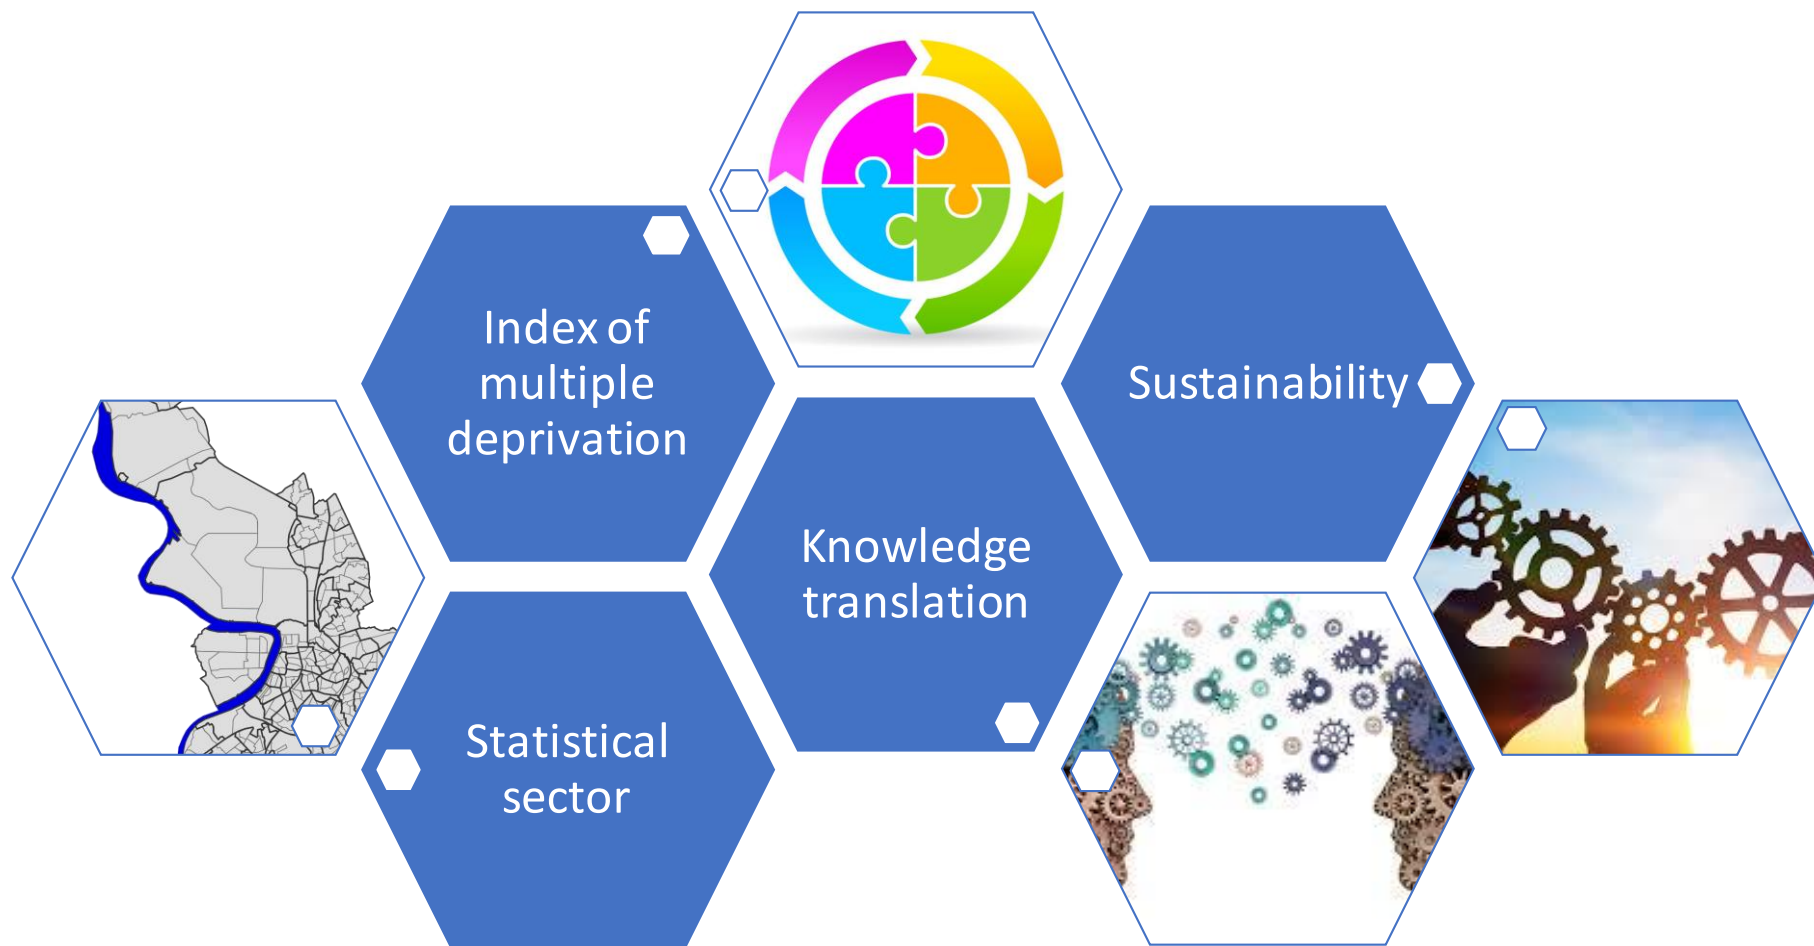 Index of
multiple
deprivation
Sustainability
Knowledge
translation
Statistical
sector